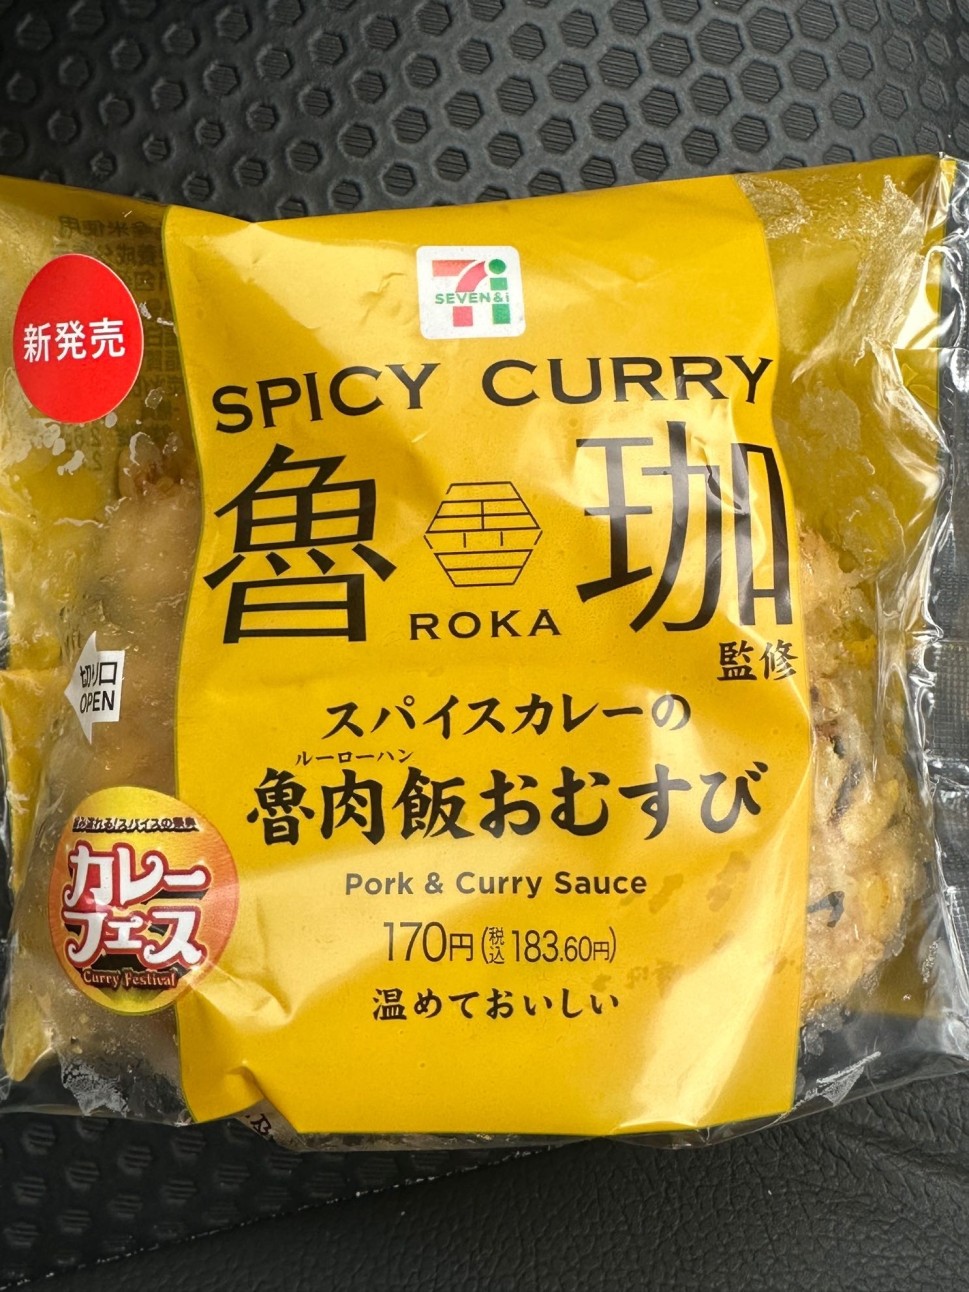 新発売
SEVEN&i
SPICY CURRY
魯珈
ROKA
監修
切り口
OPEN
スパイスカレーの
ルーローハン
魯肉飯おむすび
カレー
フェス
Curry Festival
Pork & Curry Sauce
170円(税込183.60円)
温めておいしい